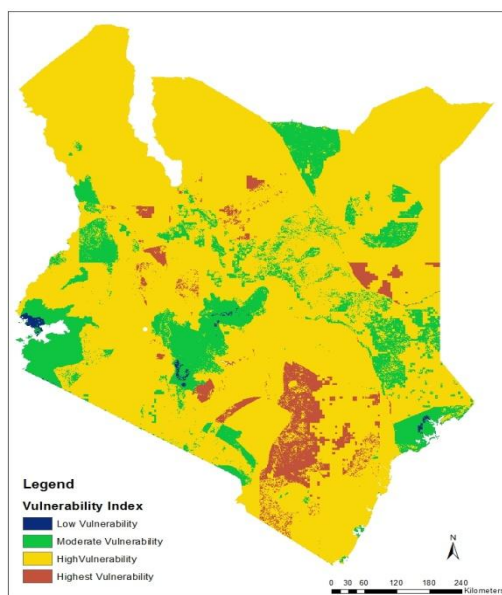 Legend
Vulnerability Index
Low Vulnerability
Moderate Vulnerability
HighVulnerability
Highest Vulnerability
N
0 30 60 120 180 240
Kilometers